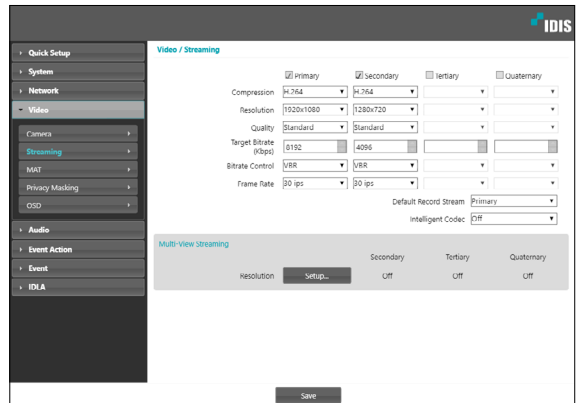 IDIS
Quick Setup
System
Network
Video
Camera
Streaming
MAT
Privacy Masking
OSD
Audio
Event Action
Event
IDLA
Video / Streaming
Primary Secondary Tertiary Quaternary
Compression H.264 H.264
Resolution 1920x1080 1280x720
Quality Standard Standard
Target Bitrate
(Kbps) 8192 4096
Bitrate Control VBR VBR
Frame Rate 30 ips 30 ips
Default Record Stream Primary
Intelligent Codec Off
Multi-View Streaming
Secondary Tertiary Quaternary
Resolution Setup... Off Off Off
Save